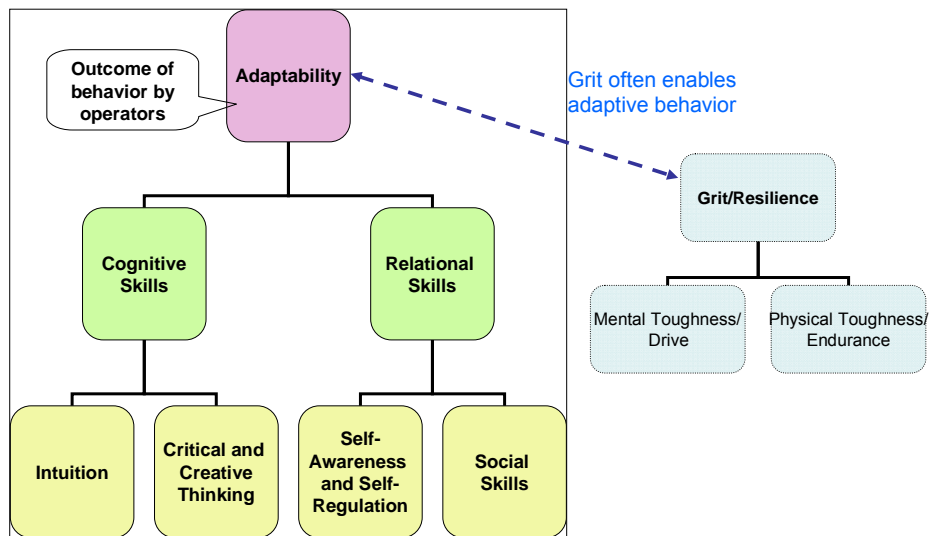 Outcome of
behavior by
operators
Adaptability
Grit often enables
adaptive behavior
Grit/Resilience
Cognitive
Skills
Relational
Skills
Mental Toughness/
Drive
Physical Toughness/
Endurance
Intuition
Critical and
Creative
Thinking
Self-
Awareness
and Self-
Regulation
Social
Skills